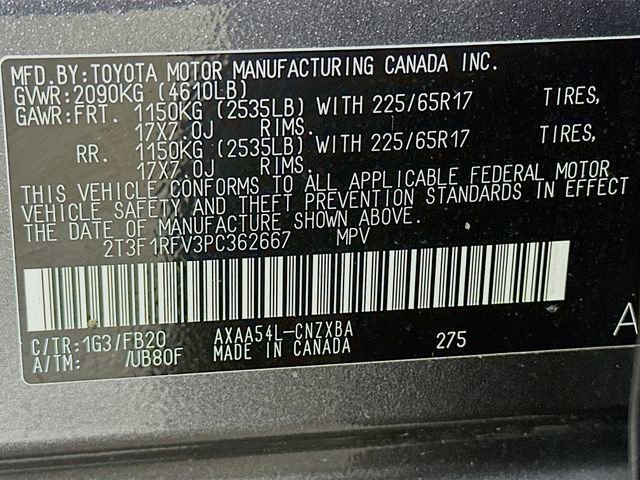 MFD.BY:TOYOTA MOTOR MANUFACTURING CANADA INC.
GVWR:2090KG (4610LB)
GAWR:FRT. 1150KG (2535LB) WITH 225/65R17 TIRES,
17X7.0J RIMS.
RR. 1150KG (2535LB) WITH 225/65R17 TIRES,
17X7.0J RIMS.
THIS VEHICLE CONFORMS TO ALL APPLICABLE FEDERAL MOTOR
VEHICLE SAFETY, AND THEFT PREVENTION STANDARDS IN EFFECT
THE DATE OF MANUFACTURE SHOWN ABOVE.
2T3F1RFV3PC362667 MPV
C/TR:1G3/FB20 AXAA54L-CNZXBA
A/TM: /UB80F MADE IN CANADA 275
A